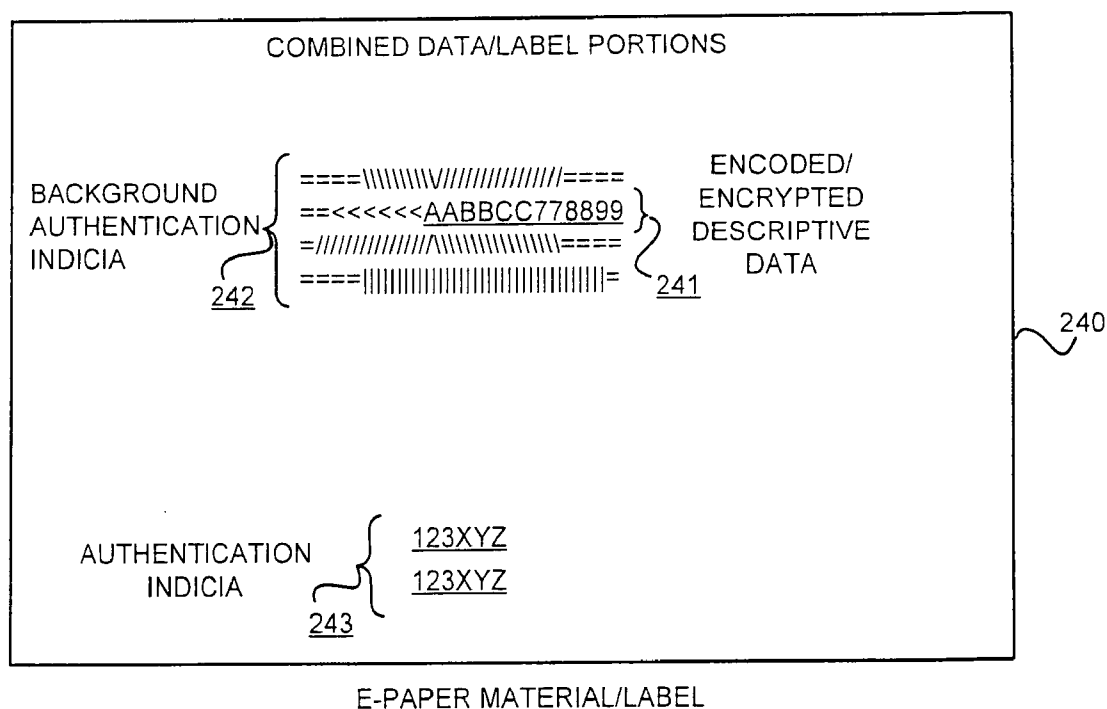 COMBINED DATA/LABEL PORTIONS
BACKGROUND
AUTHENTICATION
INDICIA
242
====\\\\\\\\\V///////////////====
==<<<<<<AABBCC778899
=///////////////\\\\\\\\\\\\\\\\\====
====||||||||||||||||||||||||||||||=
241
ENCODED/
ENCRYPTED
DESCRIPTIVE
DATA
240
AUTHENTICATION
INDICIA
243
123XYZ
123XYZ
E-PAPER MATERIAL/LABEL